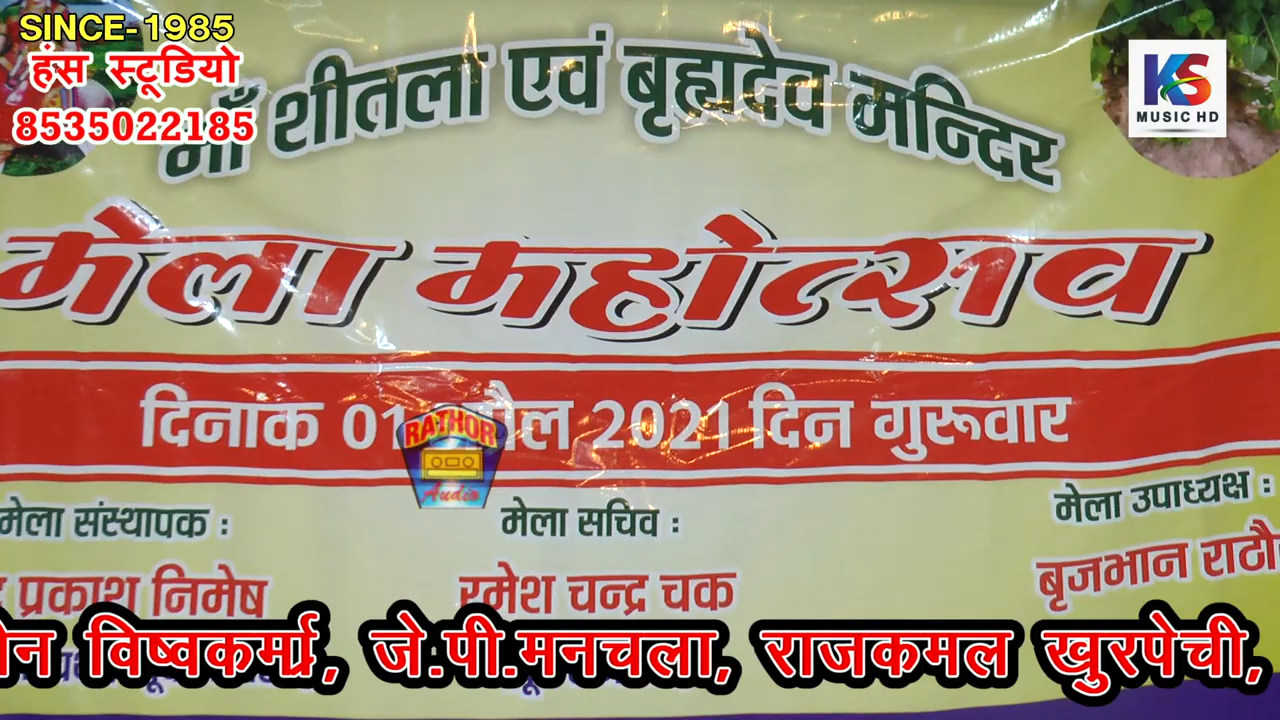 SINCE-1985
हंस स्टूडियो
8535022185
KS
MUSIC HD
माँ शीतला एवं बृह्मदेव मन्दिर
मेला महोत्सव
दिनाक 01 2021 दिन गुरूवार
RATHOR
Audio
मेला संस्थापक :
मेला सचिव :
मेला उपाध्यक्ष :
प्रकाश निमेष
रमेश चन्द्र चक
बृजभान
विष्वकर्मा, जे.पी.मनचला, राजकमल खुरपेची,